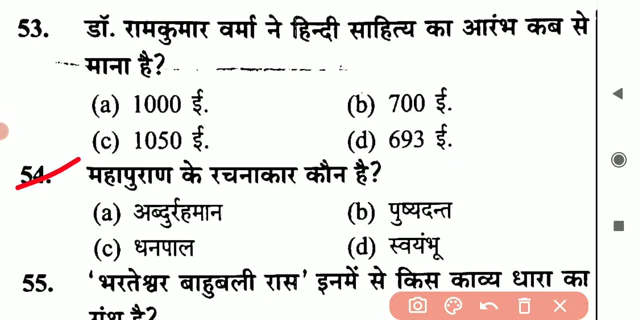 53. डॉ. रामकुमार वर्मा ने हिन्दी साहित्य का आरंभ कब से
माना है?
(a) 1000 ई. (b) 700 ई.
(c) 1050 ई. (d) 693 ई.
54. महापुराण के रचनाकार कौन है?
(a) अब्दुर्रहमान (b) पुष्यदन्त
(c) धनपाल (d) स्वयंभू
55. 'भरतेश्वर बाहुबली रास' इनमें से किस काव्य धारा का
ग्रंथ है?